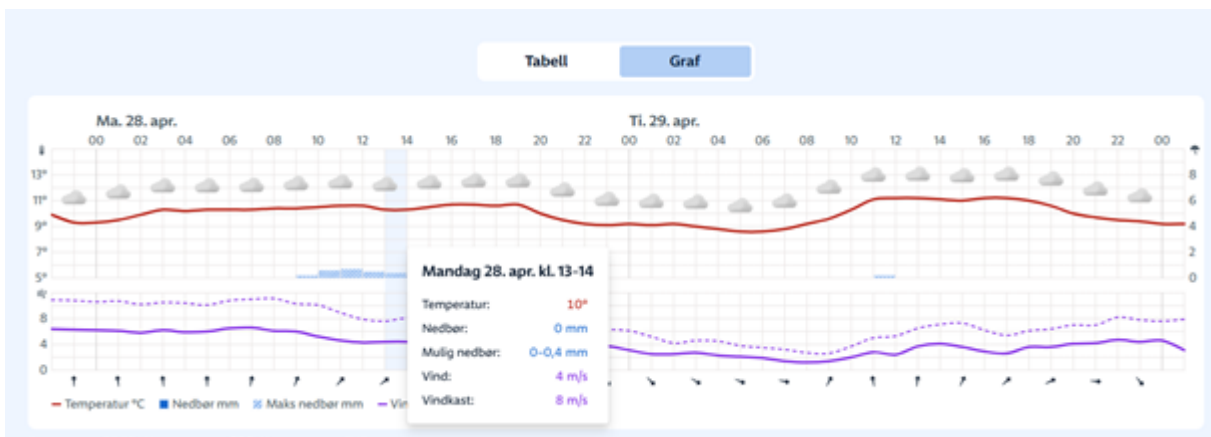 Tabell Graf
Ma. 28. apr. Ti. 29. apr.
00 02 04 06 08 10 12 14 16 18 20 22 00 02 04 06 08 10 12 14 16 18 20 22 00
13° 8
11° 6
9° 4
7° 2
5° 0
8
4
0
Mandag 28. apr. kl. 13-14
Temperatur: 10°
Nedbør: 0 mm
Mulig nedbør: 0-0,4 mm
Vind: 4 m/s
Vindkast: 8 m/s
Temperatur °C Nedbør mm Maks nedbør mm Vin